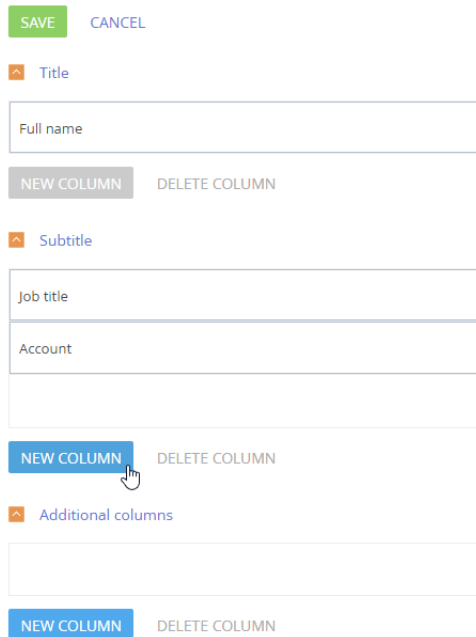 SAVE CANCEL
Title
Full name
NEW COLUMN DELETE COLUMN
Subtitle
Job title
Account
NEW COLUMN DELETE COLUMN
Additional columns
NEW COLUMN DELETE COLUMN